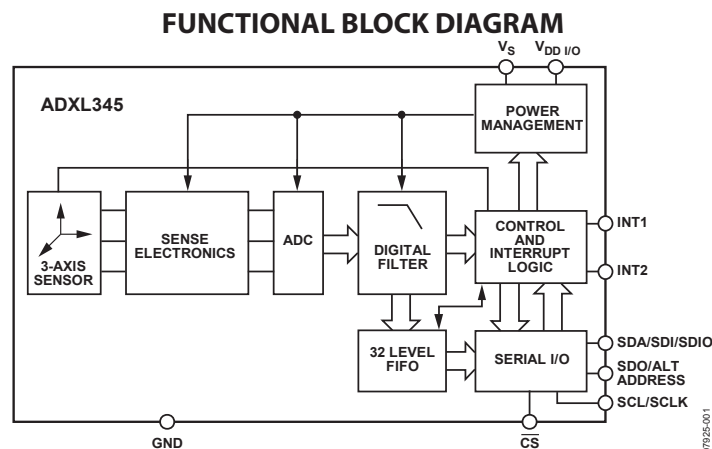 FUNCTIONAL BLOCK DIAGRAM
VS
VDD I/O
ADXL345
POWER
MANAGEMENT
3-AXIS
SENSOR
SENSE
ELECTRONICS
ADC
DIGITAL
FILTER
CONTROL
AND
INTERRUPT
LOGIC
INT1
INT2
32 LEVEL
FIFO
SERIAL I/O
SDA/SDI/SDIO
SDO/ALT
ADDRESS
SCL/SCLK
GND
CS
07925-001